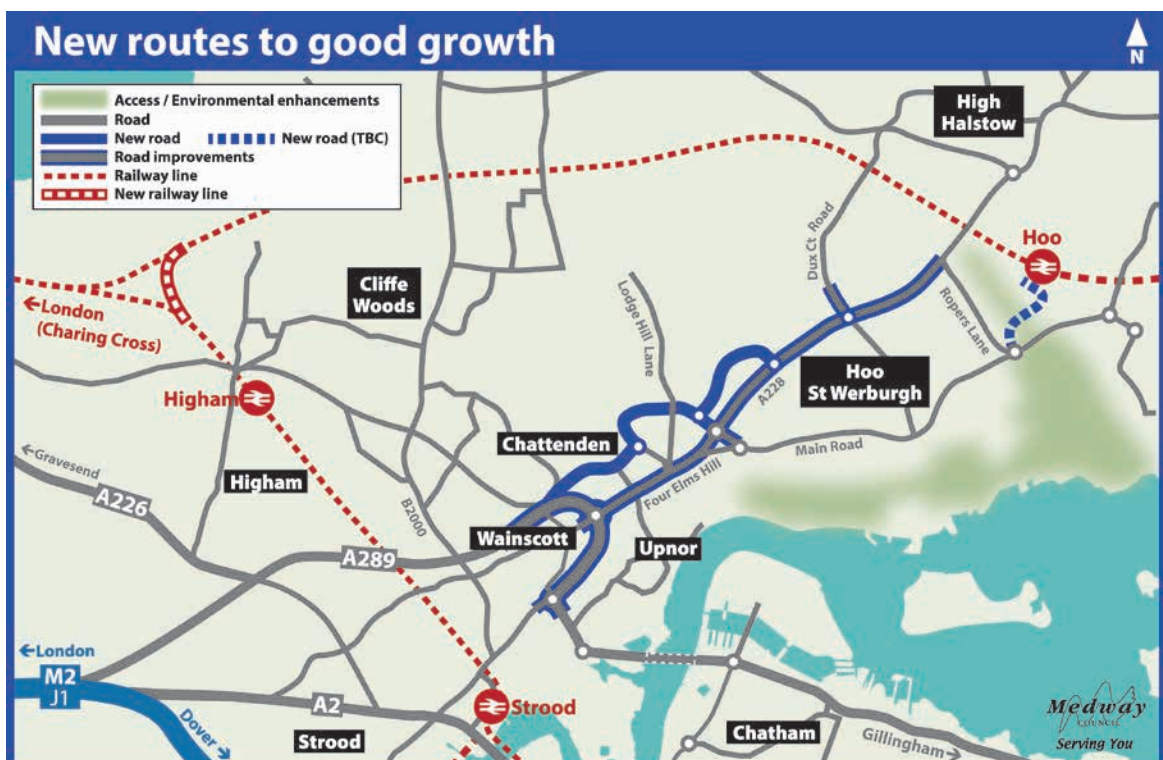 New routes to good growth
N
Access / Environmental enhancements
Road
New road
New road (TBC)
Road improvements
Railway line
New railway line
High
Halstow
Hoo
Dux Ct Road
Cliffe
Woods
Lodge Hill Lane
Ropers Lane
←London
(Charing Cross)
Higham
Hoo
St Werburgh
A228
Chattenden
Main Road
←Gravesend
Higham
Four Elms Hill
A226
B2000
Wainscott
Upnor
A289
←London
M2
J1
A2
Strood
Dover→
Strood
Chatham
Gillingham→
Medway
COUNCIL
Serving You